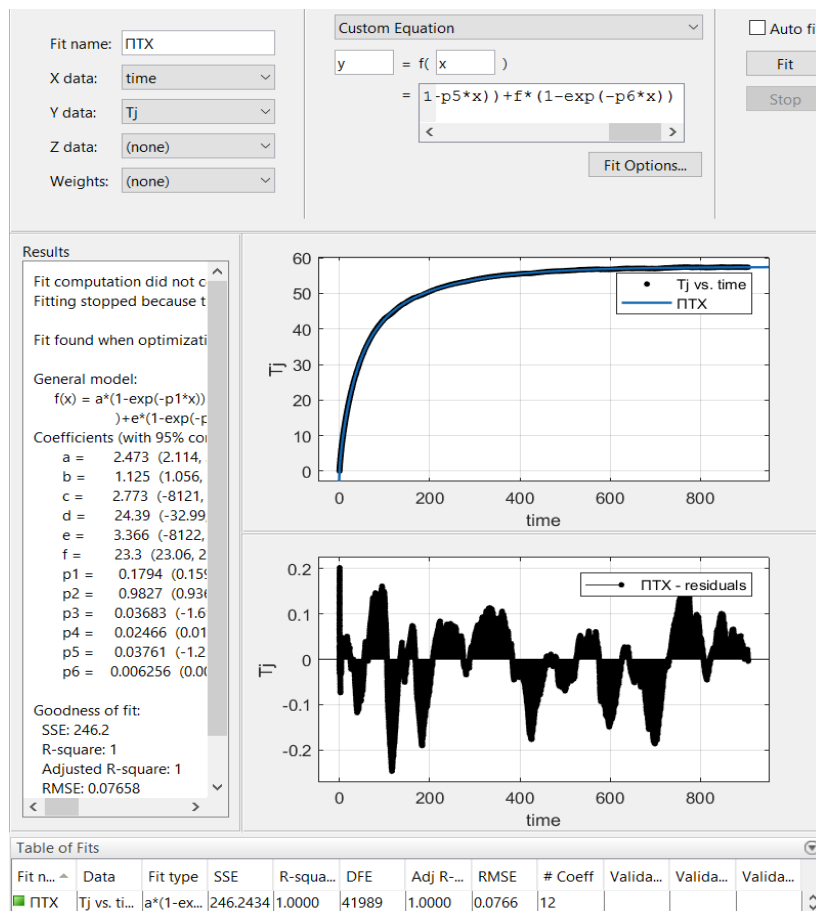 Custom Equation
Auto fi
Fit name: ПТХ
y = f( x )
Fit
X data: time
= 1-p5*x))+f*(1-exp(-p6*x))
Stop
Y data: Tj
Z data: (none)
Fit Options...
Weights: (none)
Results
Fit computation did not c
Fitting stopped because t
Fit found when optimizati
General model:
f(x) = a*(1-exp(-p1*x))
)+e*(1-exp(-p
Coefficients (with 95% co
a = 2.473 (2.114,
b = 1.125 (1.056,
c = 2.773 (-8121,
d = 24.39 (-32.99,
e = 3.366 (-8122,
f = 23.3 (23.06, 2
p1 = 0.1794 (0.159
p2 = 0.9827 (0.936
p3 = 0.03683 (-1.6
p4 = 0.02466 (0.01
p5 = 0.03761 (-1.2
p6 = 0.006256 (0.00
Goodness of fit:
SSE: 246.2
R-square: 1
Adjusted R-square: 1
RMSE: 0.07658
60
50
40
30
20
10
0
Tj
Tj vs. time
ПТХ
0 200 400 600 800
time
0.2
0.1
0
-0.1
-0.2
Tj
ПТХ - residuals
0 200 400 600 800
time
Table of Fits
Fit n... Data Fit type SSE R-squa... DFE Adj R-... RMSE # Coeff Valida... Valida... Valida...
ПТХ Tj vs. ti... a*(1-ex... 246.2434 1.0000 41989 1.0000 0.0766 12